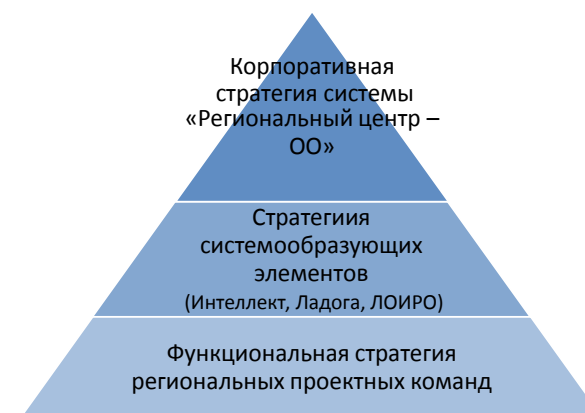 Корпоративная
стратегия системы
«Региональный центр –
ОО»
Стратегиия
системообразующих
элементов
(Интеллект, Ладога, ЛОИРО)
Функциональная стратегия
региональных проектных команд